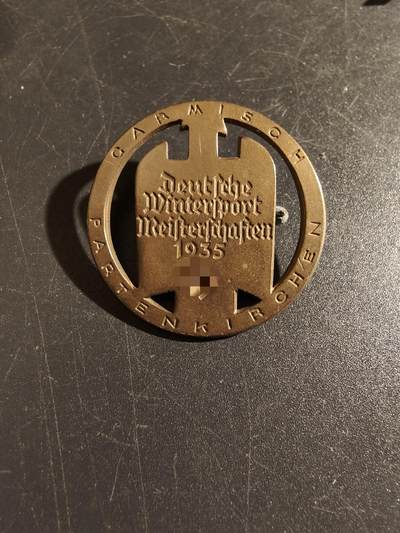 GARMISCH
PARTENKIRCHEN
Deutsche
Wintersport
Meisterschaften
1935